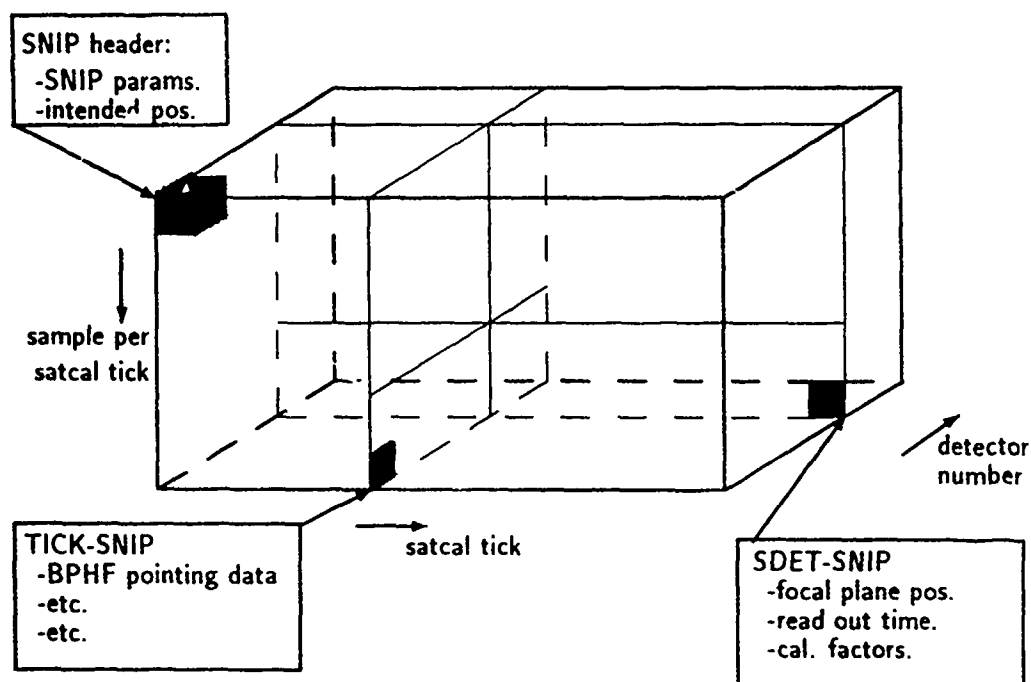 SNIP header:
-SNIP params.
-intended pos.
sample per
satcal tick
detector
number
satcal tick
TICK-SNIP
-BPHF pointing data
-etc.
-etc.
SDET-SNIP
-focal plane pos.
-read out time.
-cal. factors.